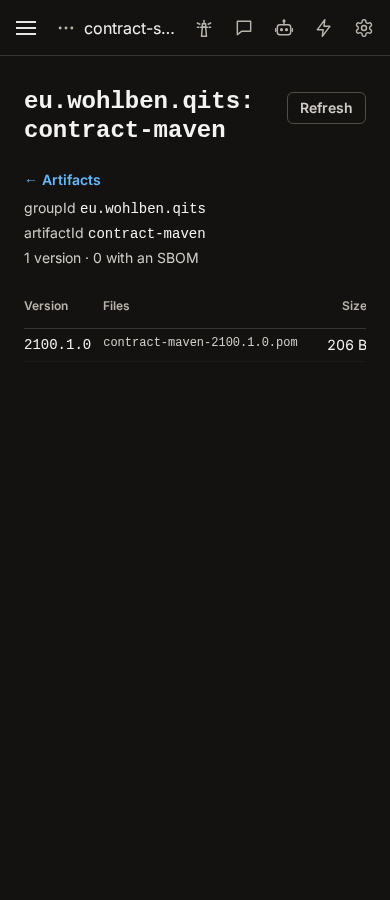 contract-s...
eu.wohlben.qits:
contract-maven
Refresh
← Artifacts
groupId eu.wohlben.qits
artifactId contract-maven
1 version · 0 with an SBOM
Version Files Size
2100.1.0 contract-maven-2100.1.0.pom 206 B